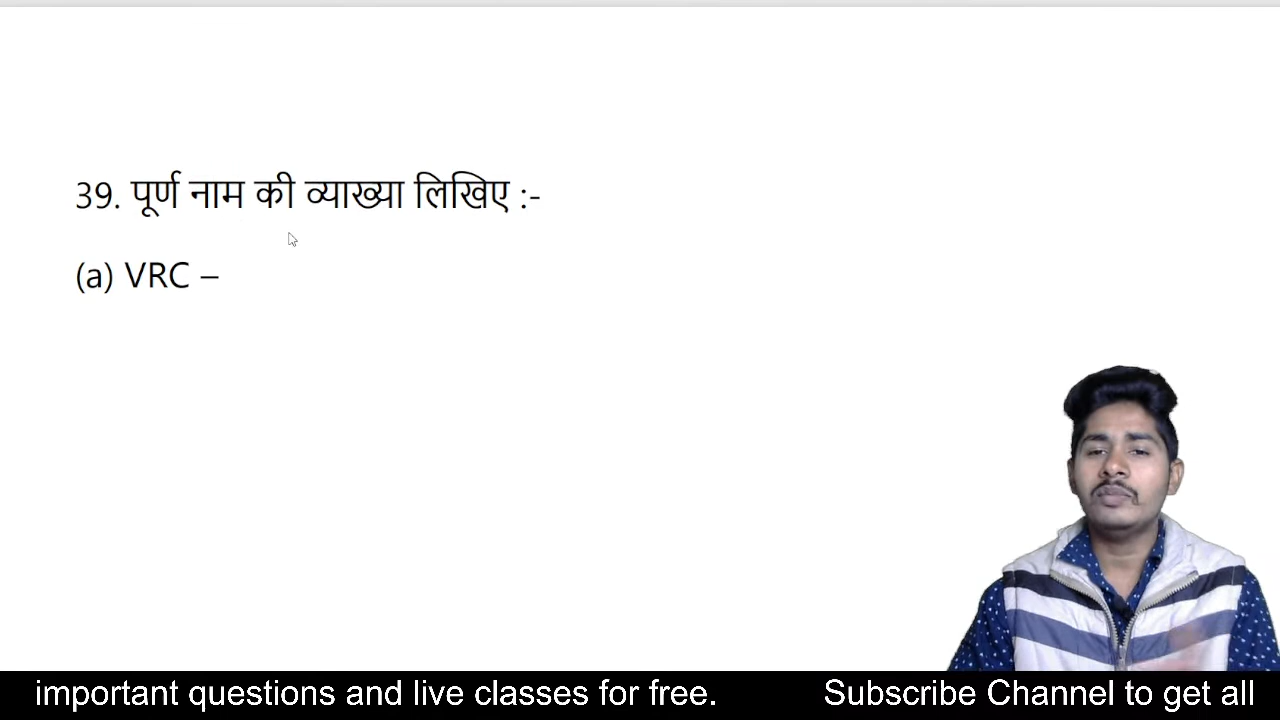 39. पूर्ण नाम की व्याख्या लिखिए :-
(a) VRC –
important questions and live classes for free. Subscribe Channel to get all